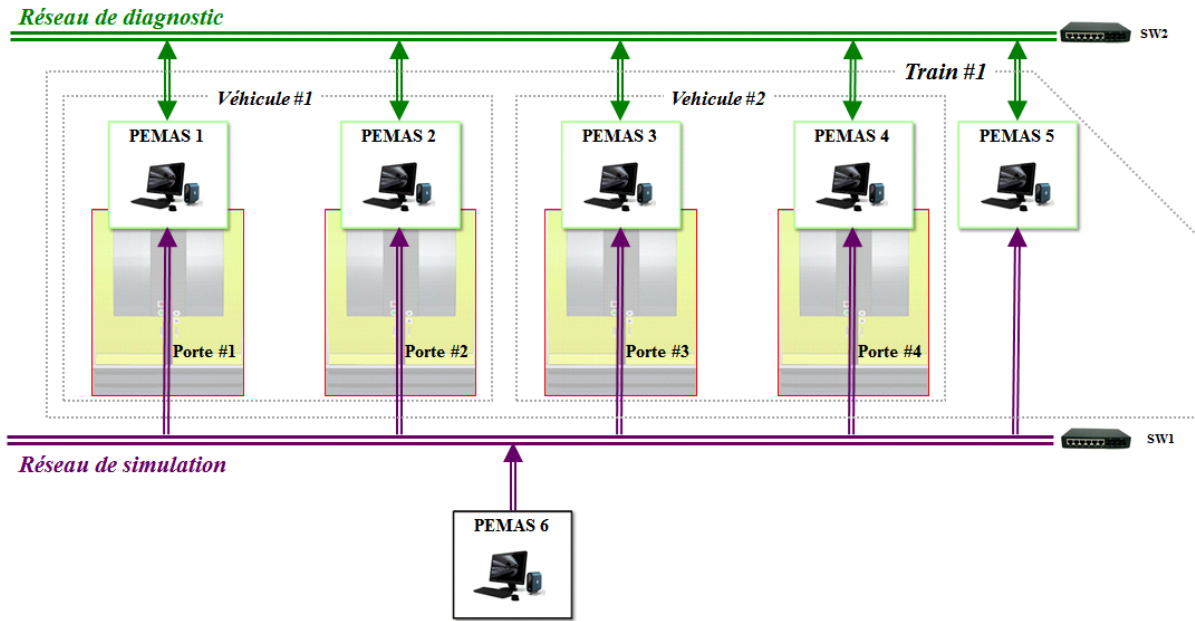 Réseau de diagnostic
SW2
Train #1
Véhicule #1
Véhicule #2
PEMAS 1
PEMAS 2
PEMAS 3
PEMAS 4
PEMAS 5
Porte #1
Porte #2
Porte #3
Porte #4
SW1
Réseau de simulation
PEMAS 6